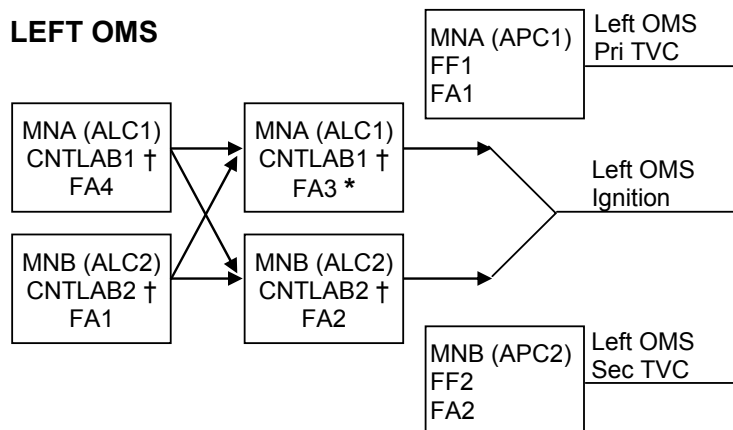 LEFT OMS
MNA (APC1)
FF1
FA1
Left OMS
Pri TVC
MNA (ALC1)
CNTLAB1 †
FA4
MNA (ALC1)
CNTLAB1 †
FA3 *
Left OMS
Ignition
MNB (ALC2)
CNTLAB2 †
FA1
MNB (ALC2)
CNTLAB2 †
FA2
MNB (APC2)
FF2
FA2
Left OMS
Sec TVC